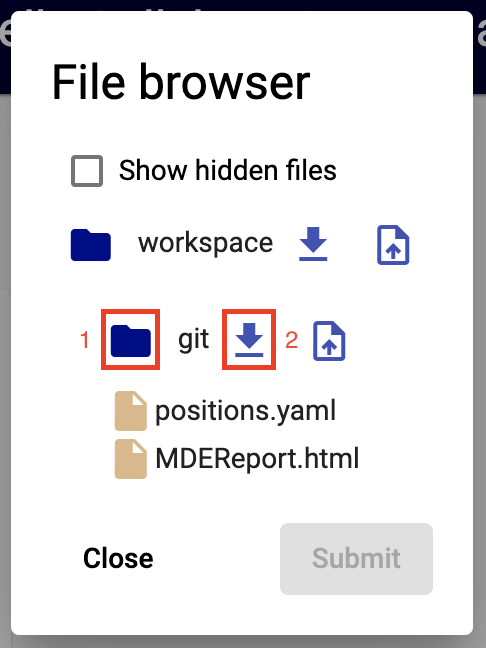 File browser
Show hidden files
workspace
1 git 2
positions.yaml
MDEReport.html
Close Submit